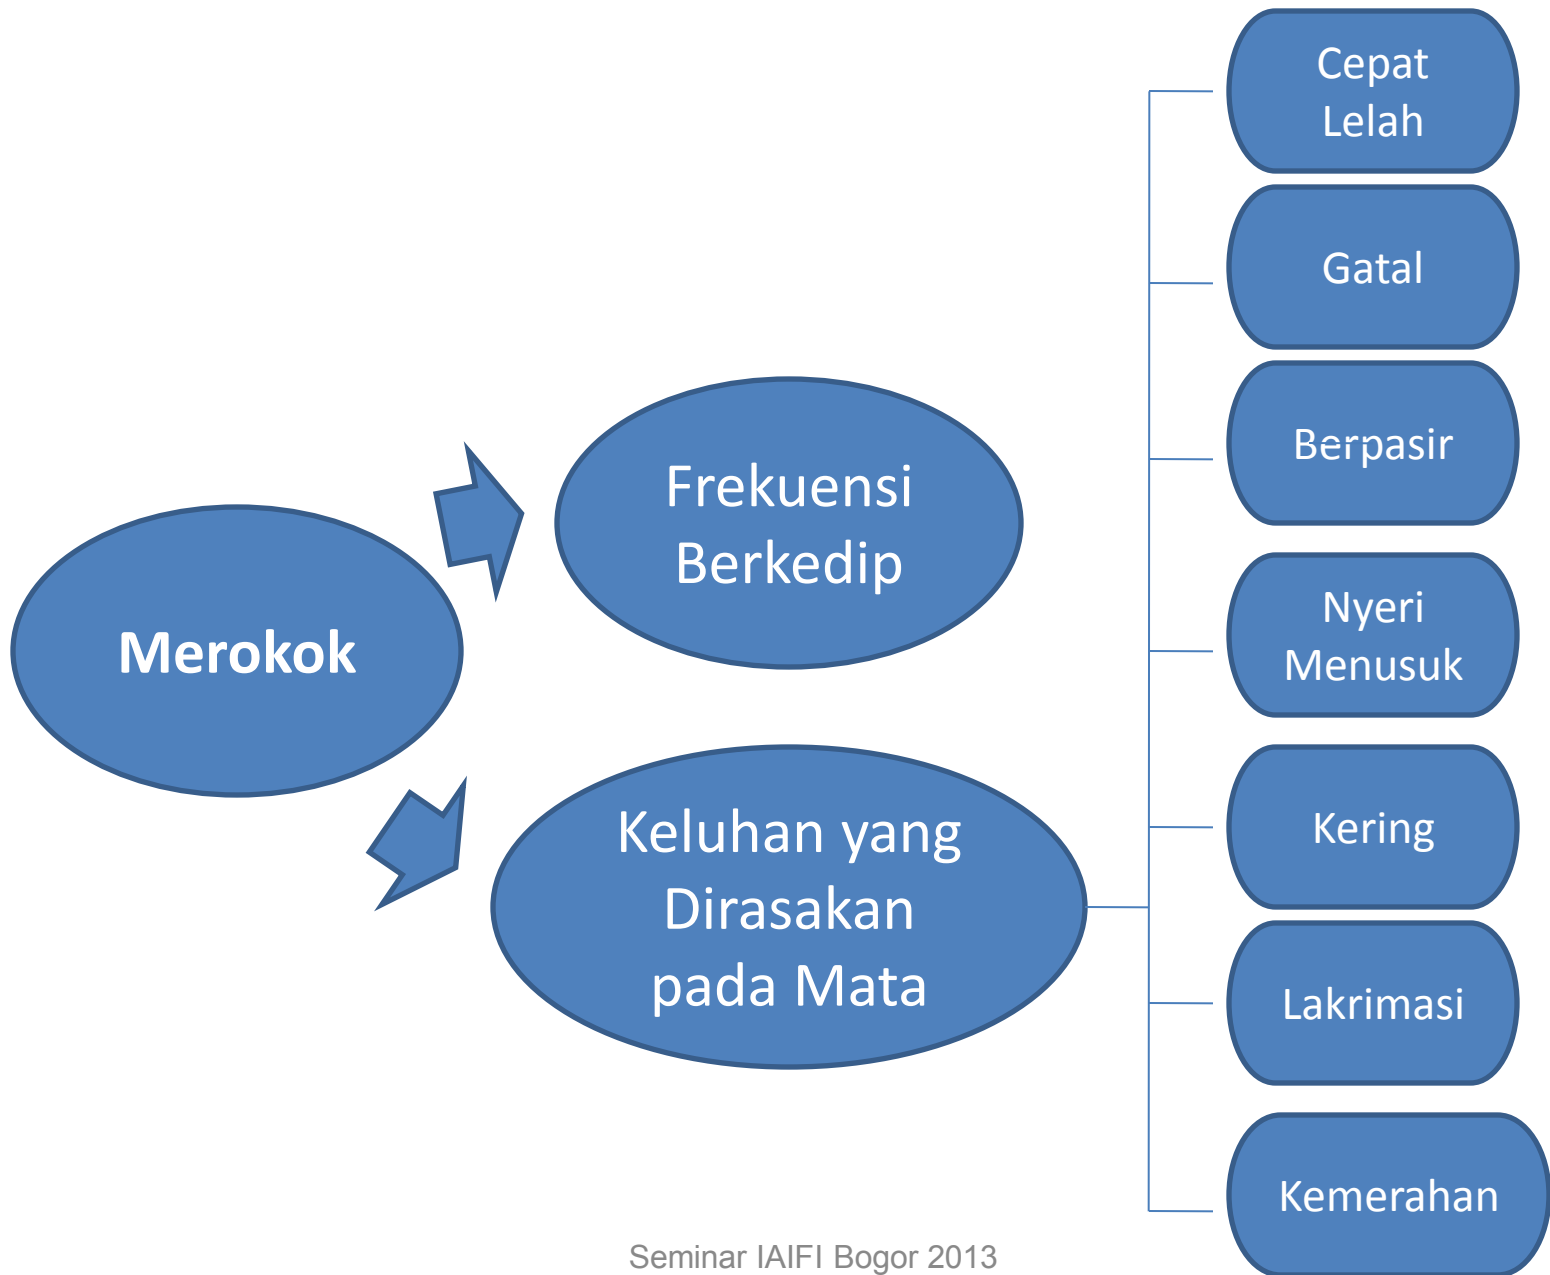 Merokok
Frekuensi
Berkedip
Keluhan yang
Dirasakan
pada Mata
Cepat
Lelah
Gatal
Berpasir
Nyeri
Menusuk
Kering
Lakrimasi
Kemerahan
Seminar IAIFI Bogor 2013